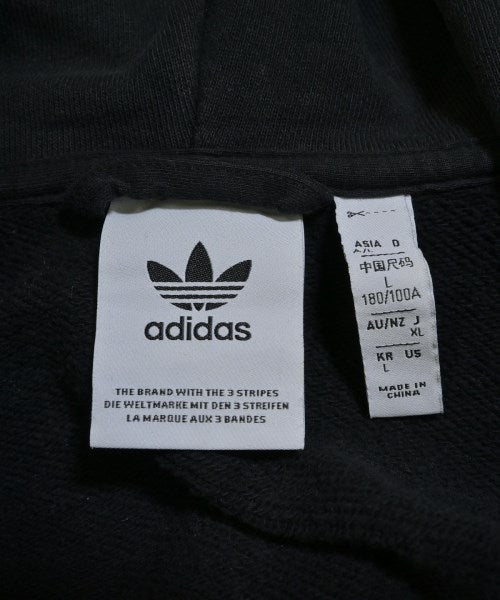 adidas
THE BRAND WITH THE 3 STRIPES
DIE WELTMARKE MIT DEN 3 STREIFEN
LA MARQUE AUX 3 BANDES
ASIA D
中国尺码
L
180/100A
AU/NZ J
XL
KR US
L
MADE IN
CHINA